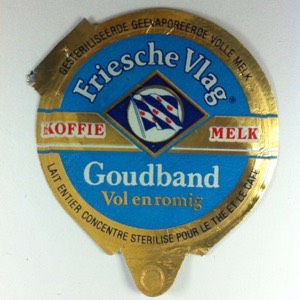 GESTERILISEERDE GEËVAPOREERDE VOLLE MELK
Friesche Vlag®
KOFFIE MELK
Goudband
Vol en romig
LAIT ENTIER CONCENTRE STERILISE POUR LE THE ET LE CAFE